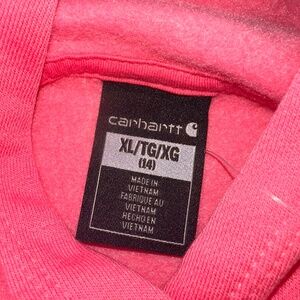 carhartt
XL/TG/XG
(14)
MADE IN
VIETNAM
FABRIQUÉ AU
VIETNAM
HECHO EN
VIETNAM